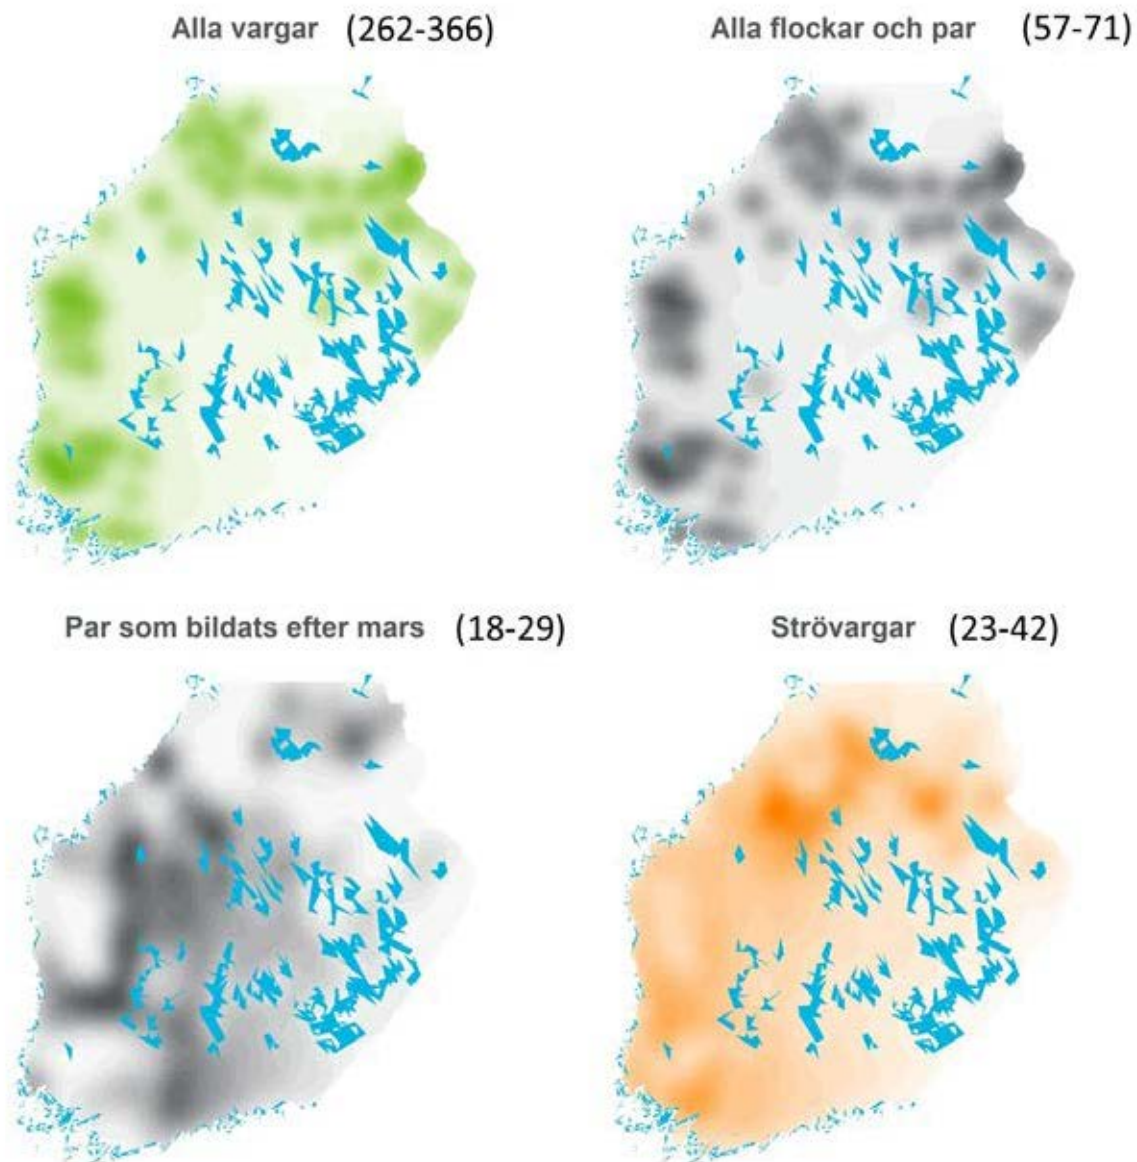 Alla vargar (262-366)
Alla flockar och par (57-71)
Par som bildats efter mars (18-29)
Strövargar (23-42)